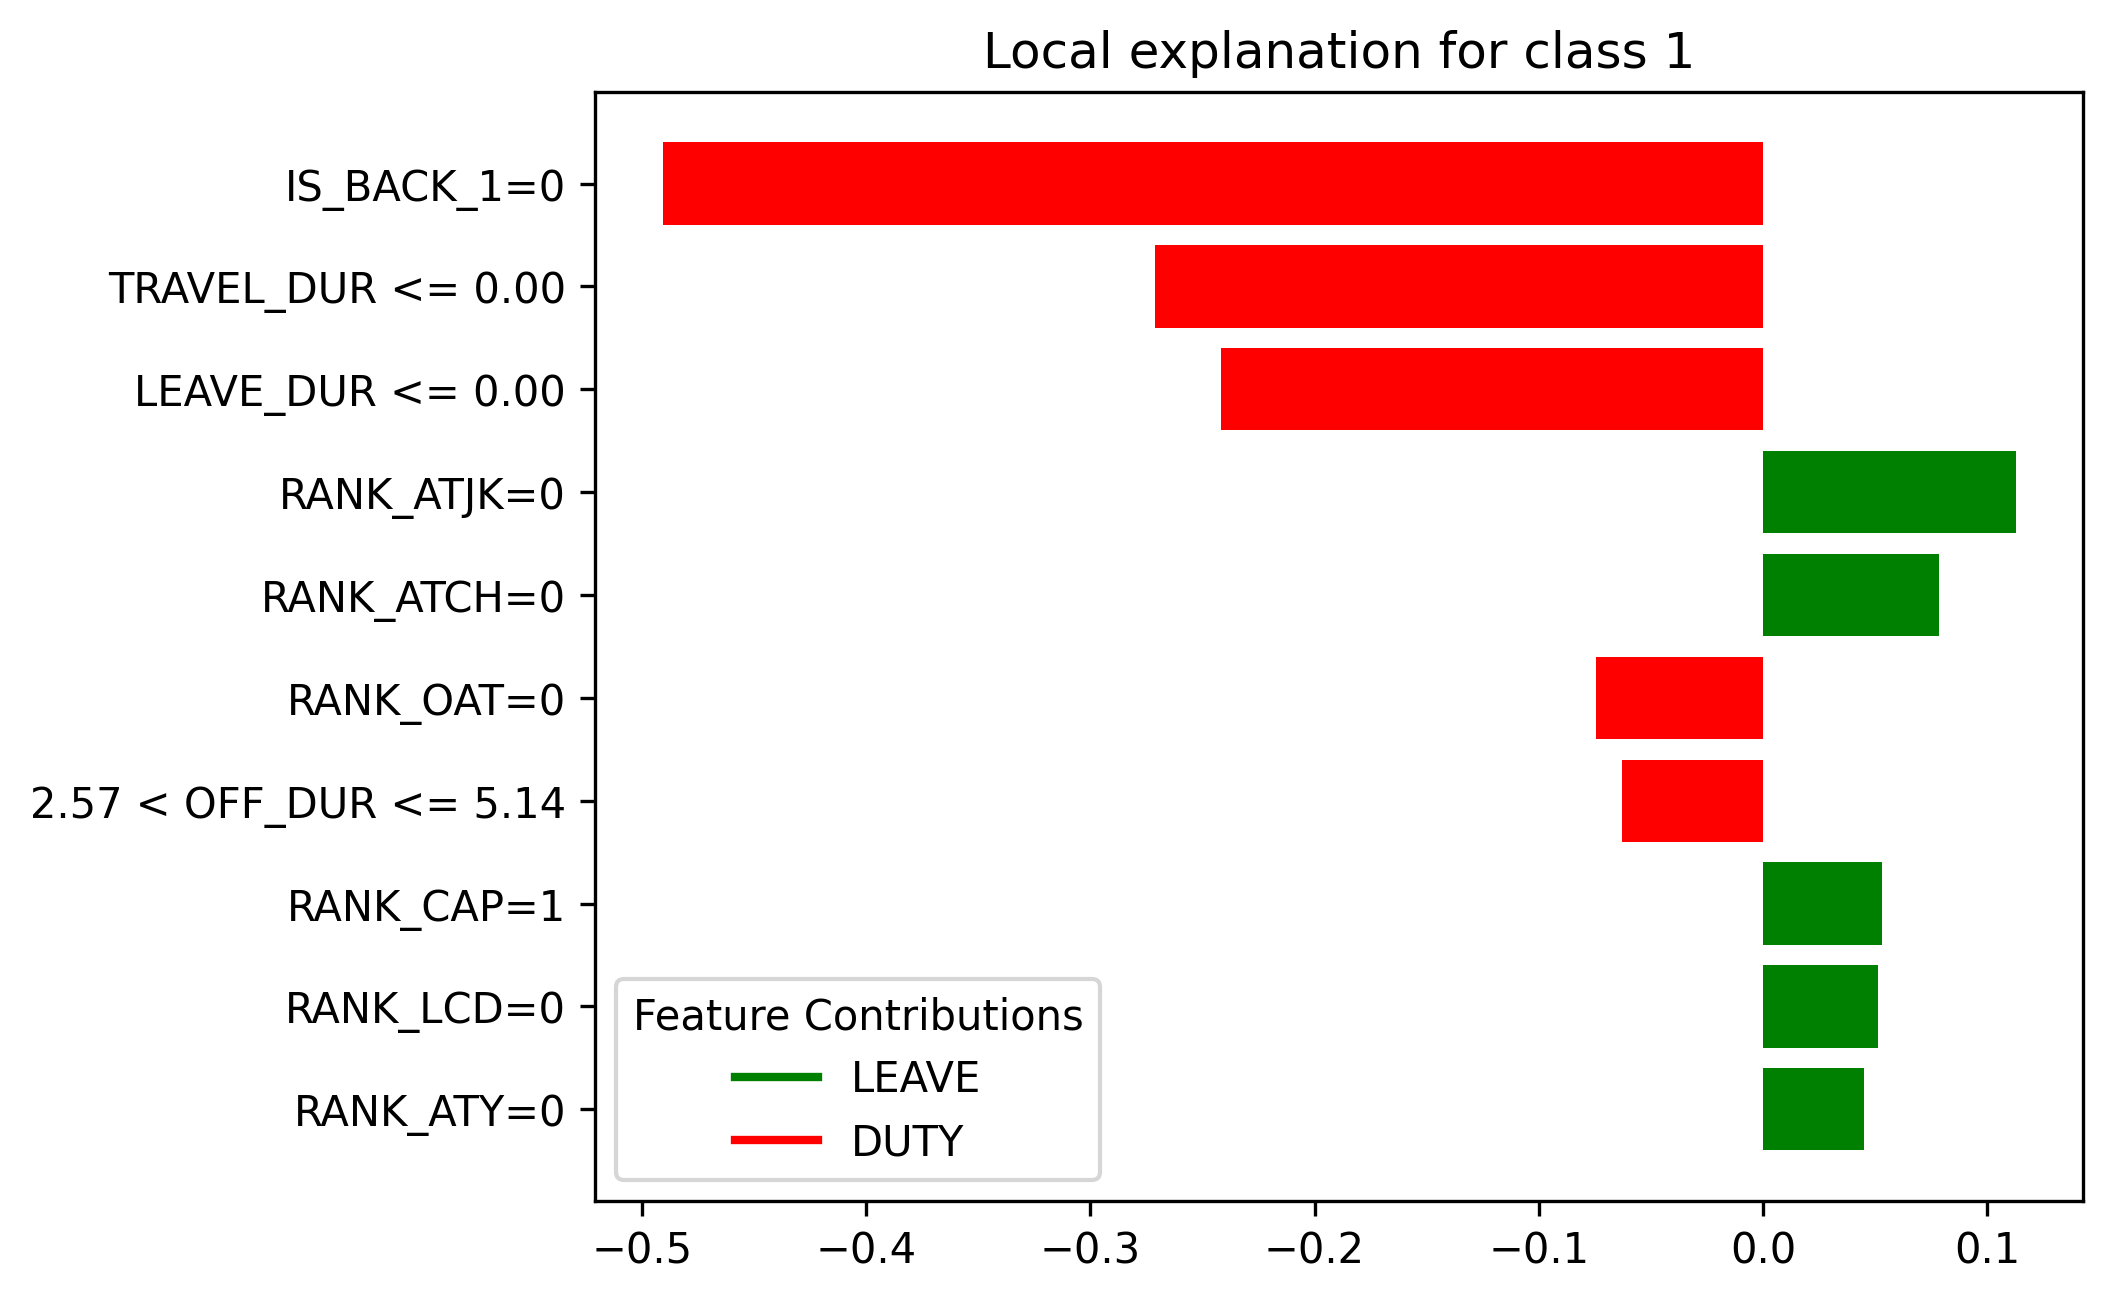 Local explanation for class 1
IS_BACK_1=0
TRAVEL_DUR <= 0.00
LEAVE_DUR <= 0.00
RANK_ATJK=0
RANK_ATCH=0
RANK_OAT=0
2.57 < OFF_DUR <= 5.14
RANK_CAP=1
RANK_LCD=0
RANK_ATY=0
Feature Contributions
LEAVE
DUTY
−0.5 −0.4 −0.3 −0.2 −0.1 0.0 0.1